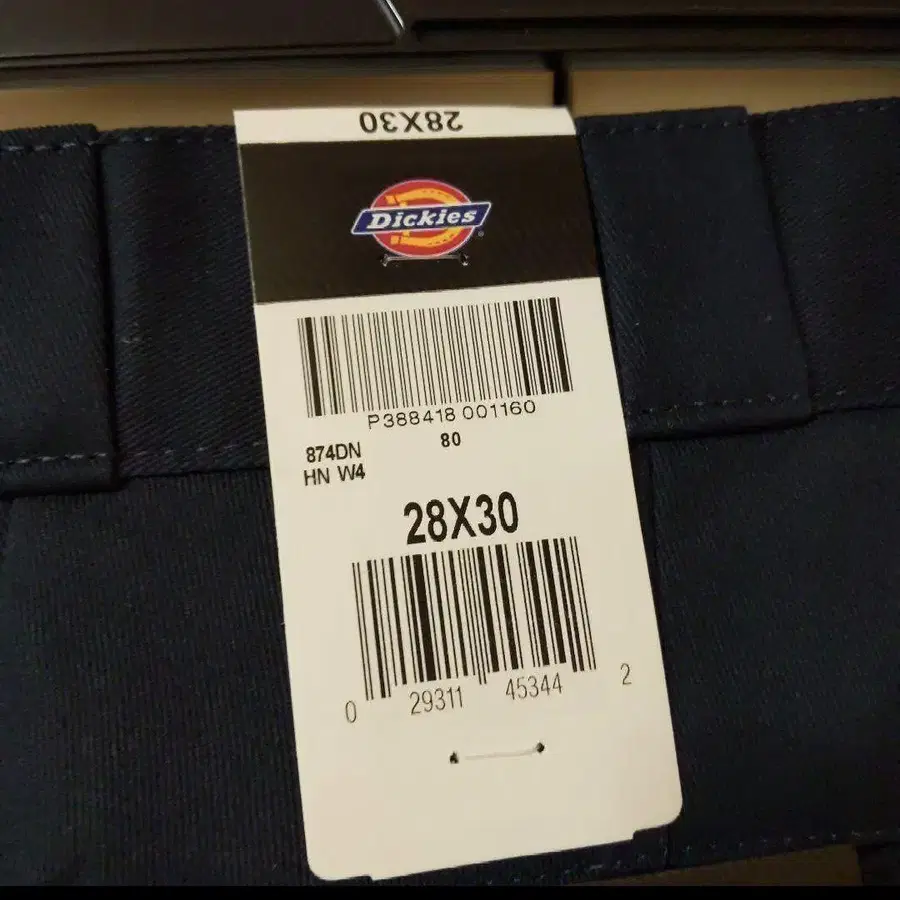 28X30
Dickies
P388418 001160
874DN 80
HN W4
28X30
0 29311 45344 2